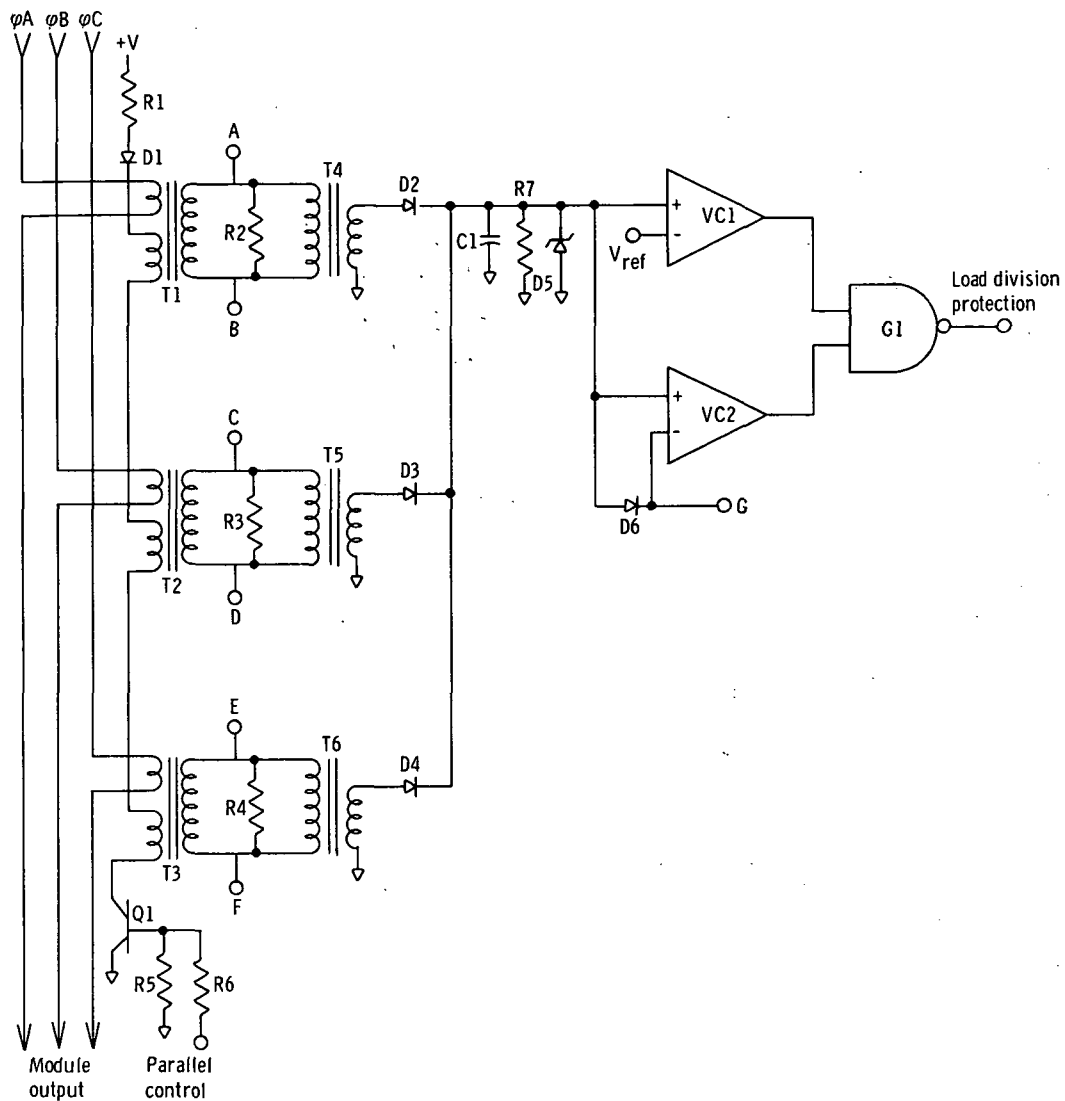 φA φB φC
+V
R1
D1
A
T4
D2
R7
R2
C1
D5
+
-
VC1
V_ref
T1
B
Load division
protection
G1
C
T5
D3
+
-
VC2
R3
D6
G
T2
D
E
T6
D4
R4
T3
F
Q1
R5
R6
Module
output
Parallel
control